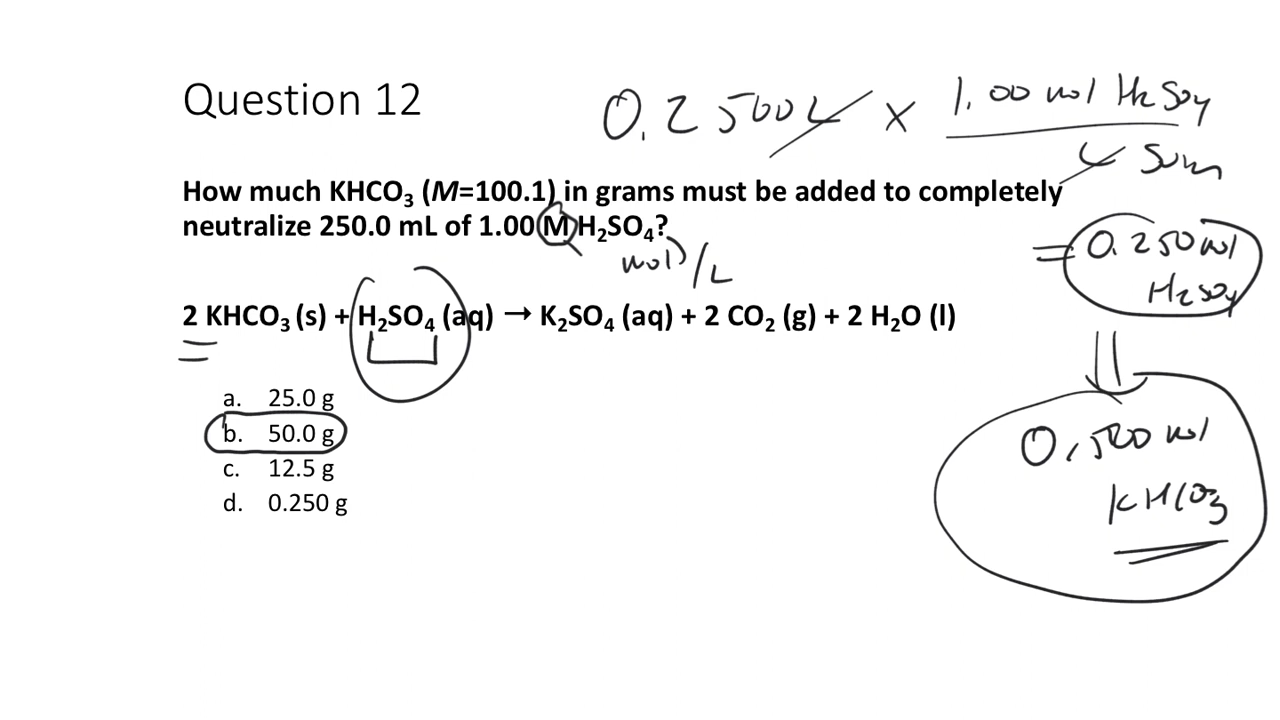 Question 12
0.2500L x 1.00 mol H2SO4
L soln
How much KHCO₃ (M=100.1) in grams must be added to completely
neutralize 250.0 mL of 1.00 M H₂SO₄?
mol/L
= 0.250 mol
H2SO4
2 KHCO₃ (s) + H₂SO₄ (aq) → K₂SO₄ (aq) + 2 CO₂ (g) + 2 H₂O (l)
a. 25.0 g
b. 50.0 g
c. 12.5 g
d. 0.250 g
0.500 mol
KHCO3